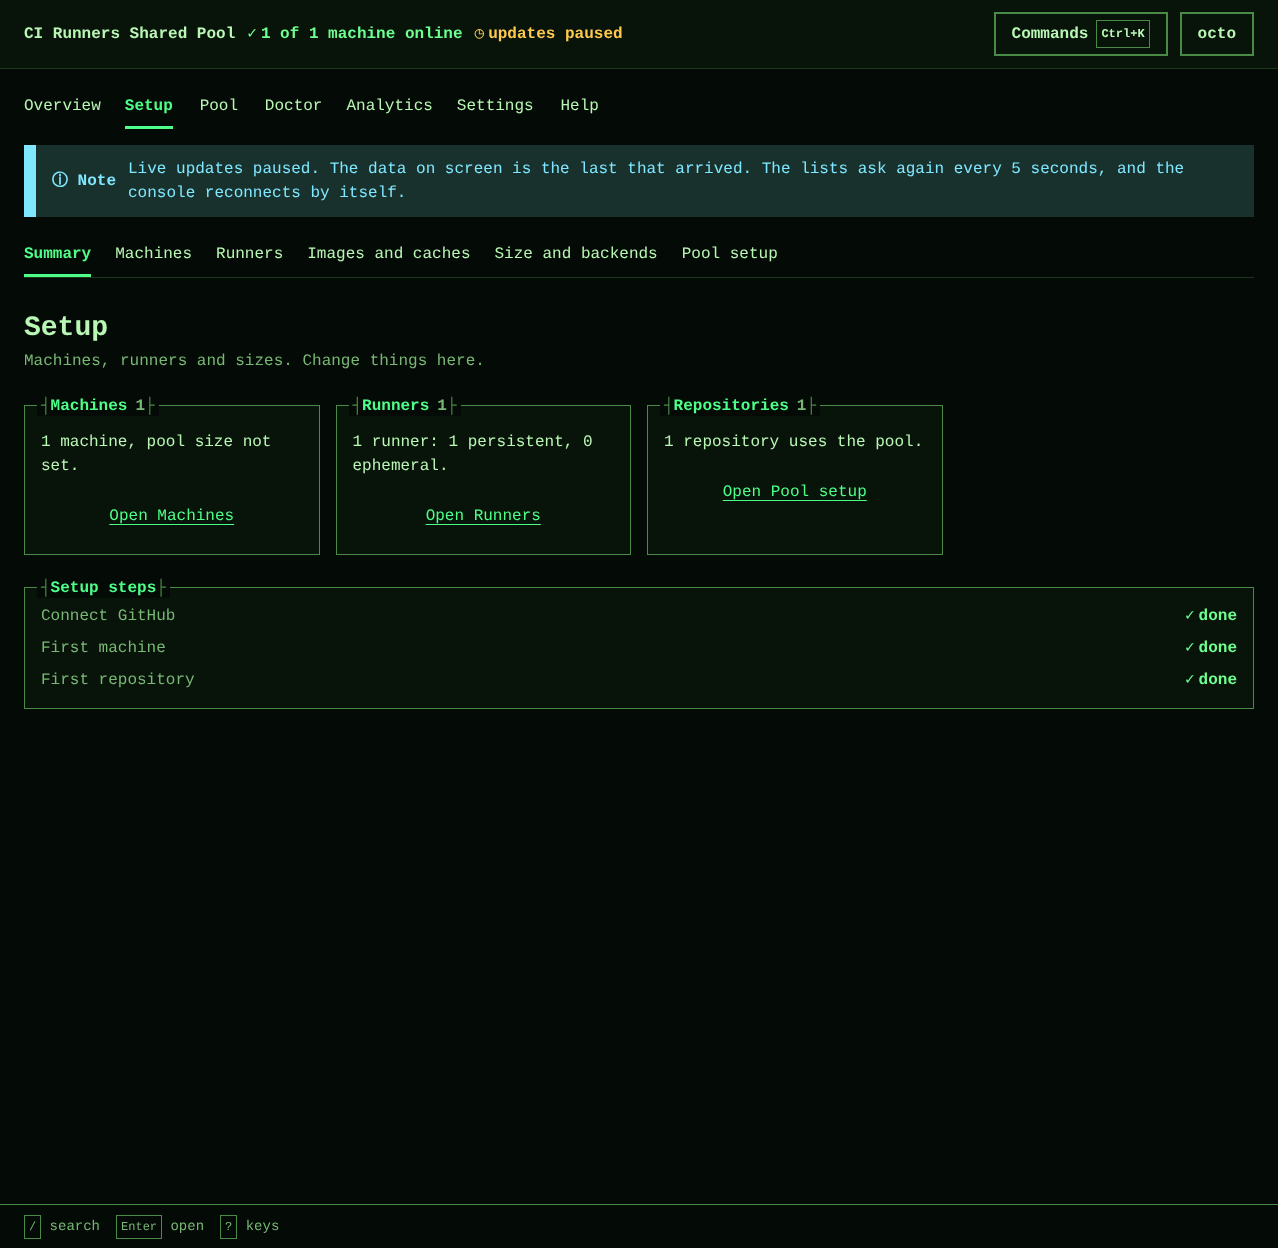 CI Runners Shared Pool ✓ 1 of 1 machine online ◷ updates paused Commands Ctrl+K octo
Overview Setup Pool Doctor Analytics Settings Help
ⓘ Note Live updates paused. The data on screen is the last that arrived. The lists ask again every 5 seconds, and the
console reconnects by itself.
Summary Machines Runners Images and caches Size and backends Pool setup
Setup
Machines, runners and sizes. Change things here.
Machines 1
1 machine, pool size not
set.
Open Machines
Runners 1
1 runner: 1 persistent, 0
ephemeral.
Open Runners
Repositories 1
1 repository uses the pool.
Open Pool setup
Setup steps
Connect GitHub ✓ done
First machine ✓ done
First repository ✓ done
/ search Enter open ? keys